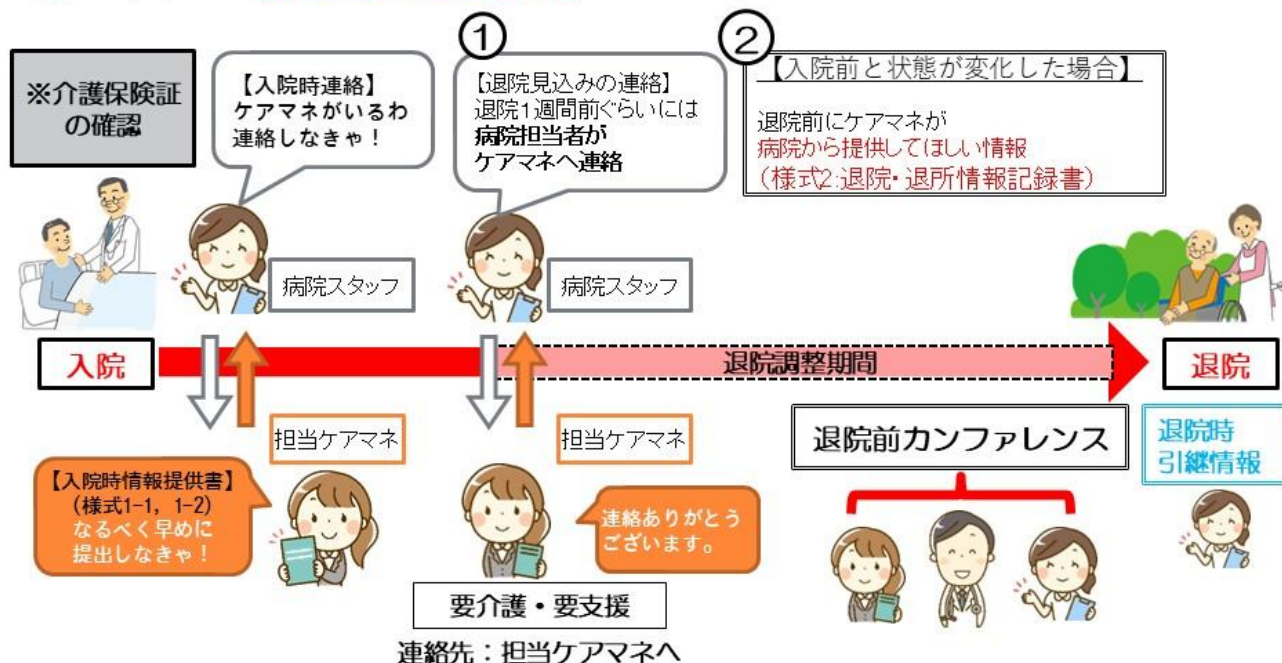 ※介護保険証
の確認
【入院時連絡】
ケアマネがいるわ
連絡しなきゃ！
①
【退院見込みの連絡】
退院1週間前ぐらいには
病院担当者が
ケアマネへ連絡
②
【入院前と状態が変化した場合】
退院前にケアマネが
病院から提供してほしい情報
（様式2:退院・退所情報記録書）
病院スタッフ
病院スタッフ
入院
退院調整期間
退院
担当ケアマネ
担当ケアマネ
退院前カンファレンス
退院時
引継情報
【入院時情報提供書】
(様式1-1，1-2)
なるべく早めに
提出しなきゃ！
連絡ありがとう
ございます。
要介護・要支援
連絡先：担当ケアマネへ